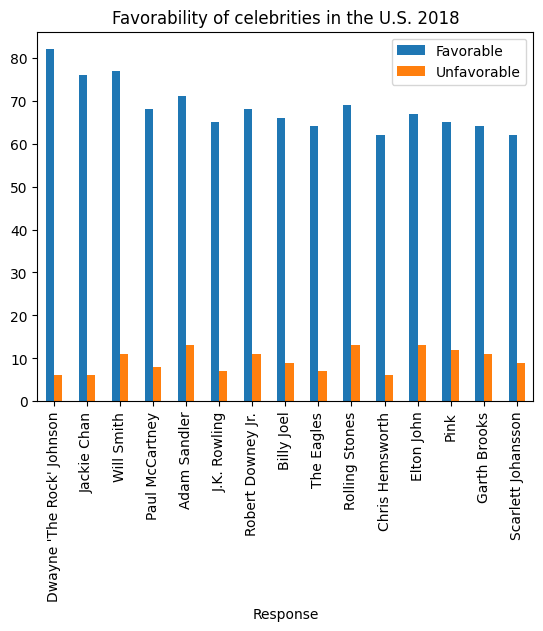 Favorability of celebrities in the U.S. 2018
Favorable
Unfavorable
80
70
60
50
40
30
20
10
0
Dwayne 'The Rock' Johnson
Jackie Chan
Will Smith
Paul McCartney
Adam Sandler
J.K. Rowling
Robert Downey Jr.
Billy Joel
The Eagles
Rolling Stones
Chris Hemsworth
Elton John
Pink
Garth Brooks
Scarlett Johansson
Response